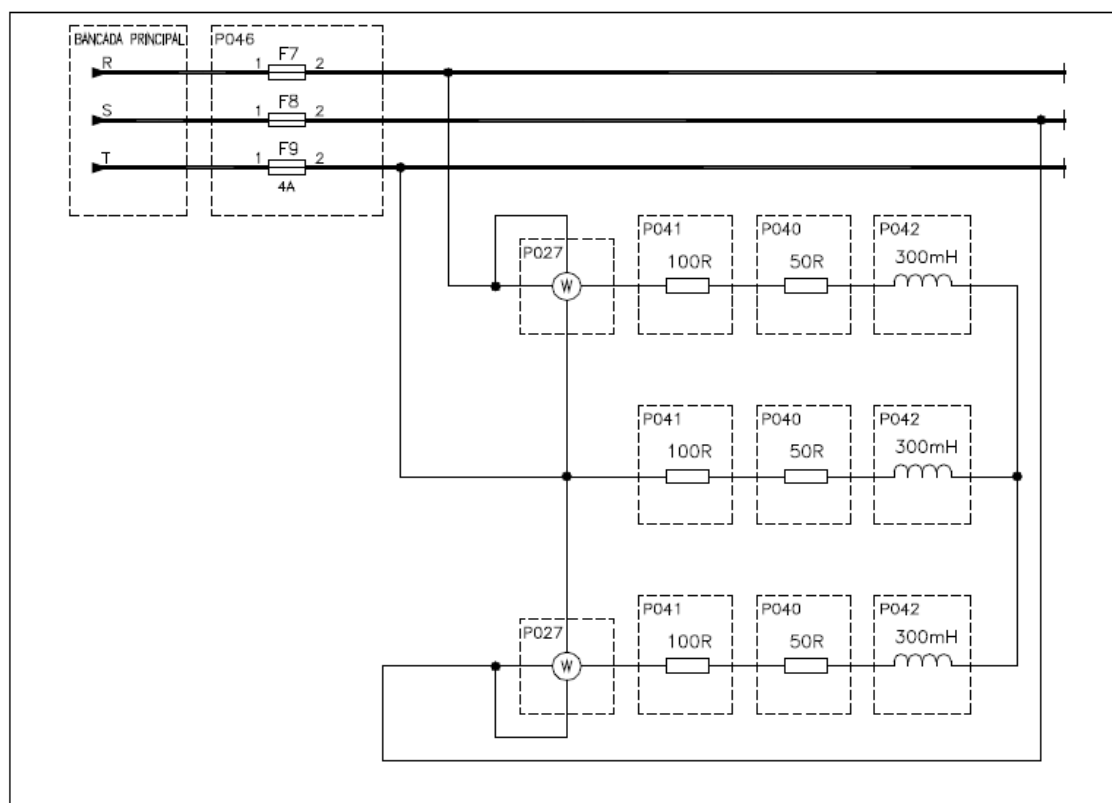 BANCADA PRINCIPAL
P046
R
1 F7 2
S
1 F8 2
T
1 F9 2
4A
P027
W
P041
100R
P040
50R
P042
300mH
P041
100R
P040
50R
P042
300mH
P027
W
P041
100R
P040
50R
P042
300mH